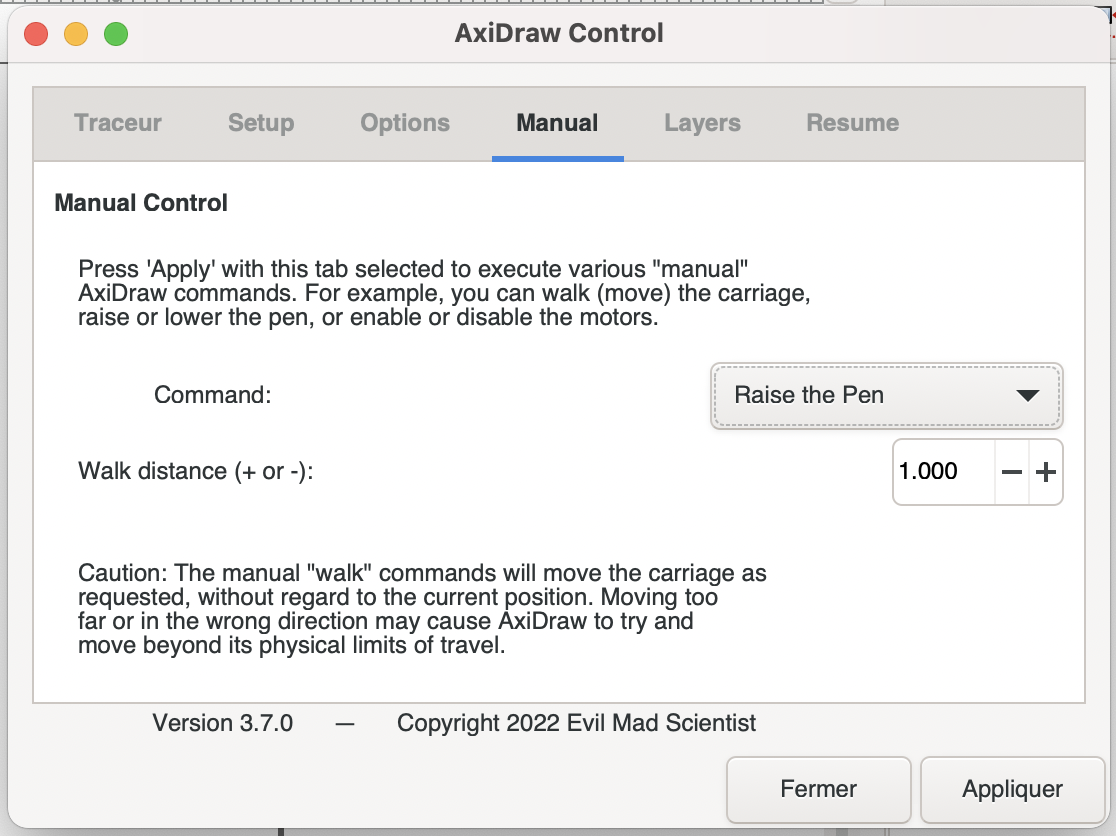 AxiDraw Control
Traceur Setup Options Manual Layers Resume
Manual Control
Press 'Apply' with this tab selected to execute various "manual"
AxiDraw commands. For example, you can walk (move) the carriage,
raise or lower the pen, or enable or disable the motors.
Command: Raise the Pen
Walk distance (+ or -): 1.000 − +
Caution: The manual "walk" commands will move the carriage as
requested, without regard to the current position. Moving too
far or in the wrong direction may cause AxiDraw to try and
move beyond its physical limits of travel.
Version 3.7.0 — Copyright 2022 Evil Mad Scientist
Fermer Appliquer